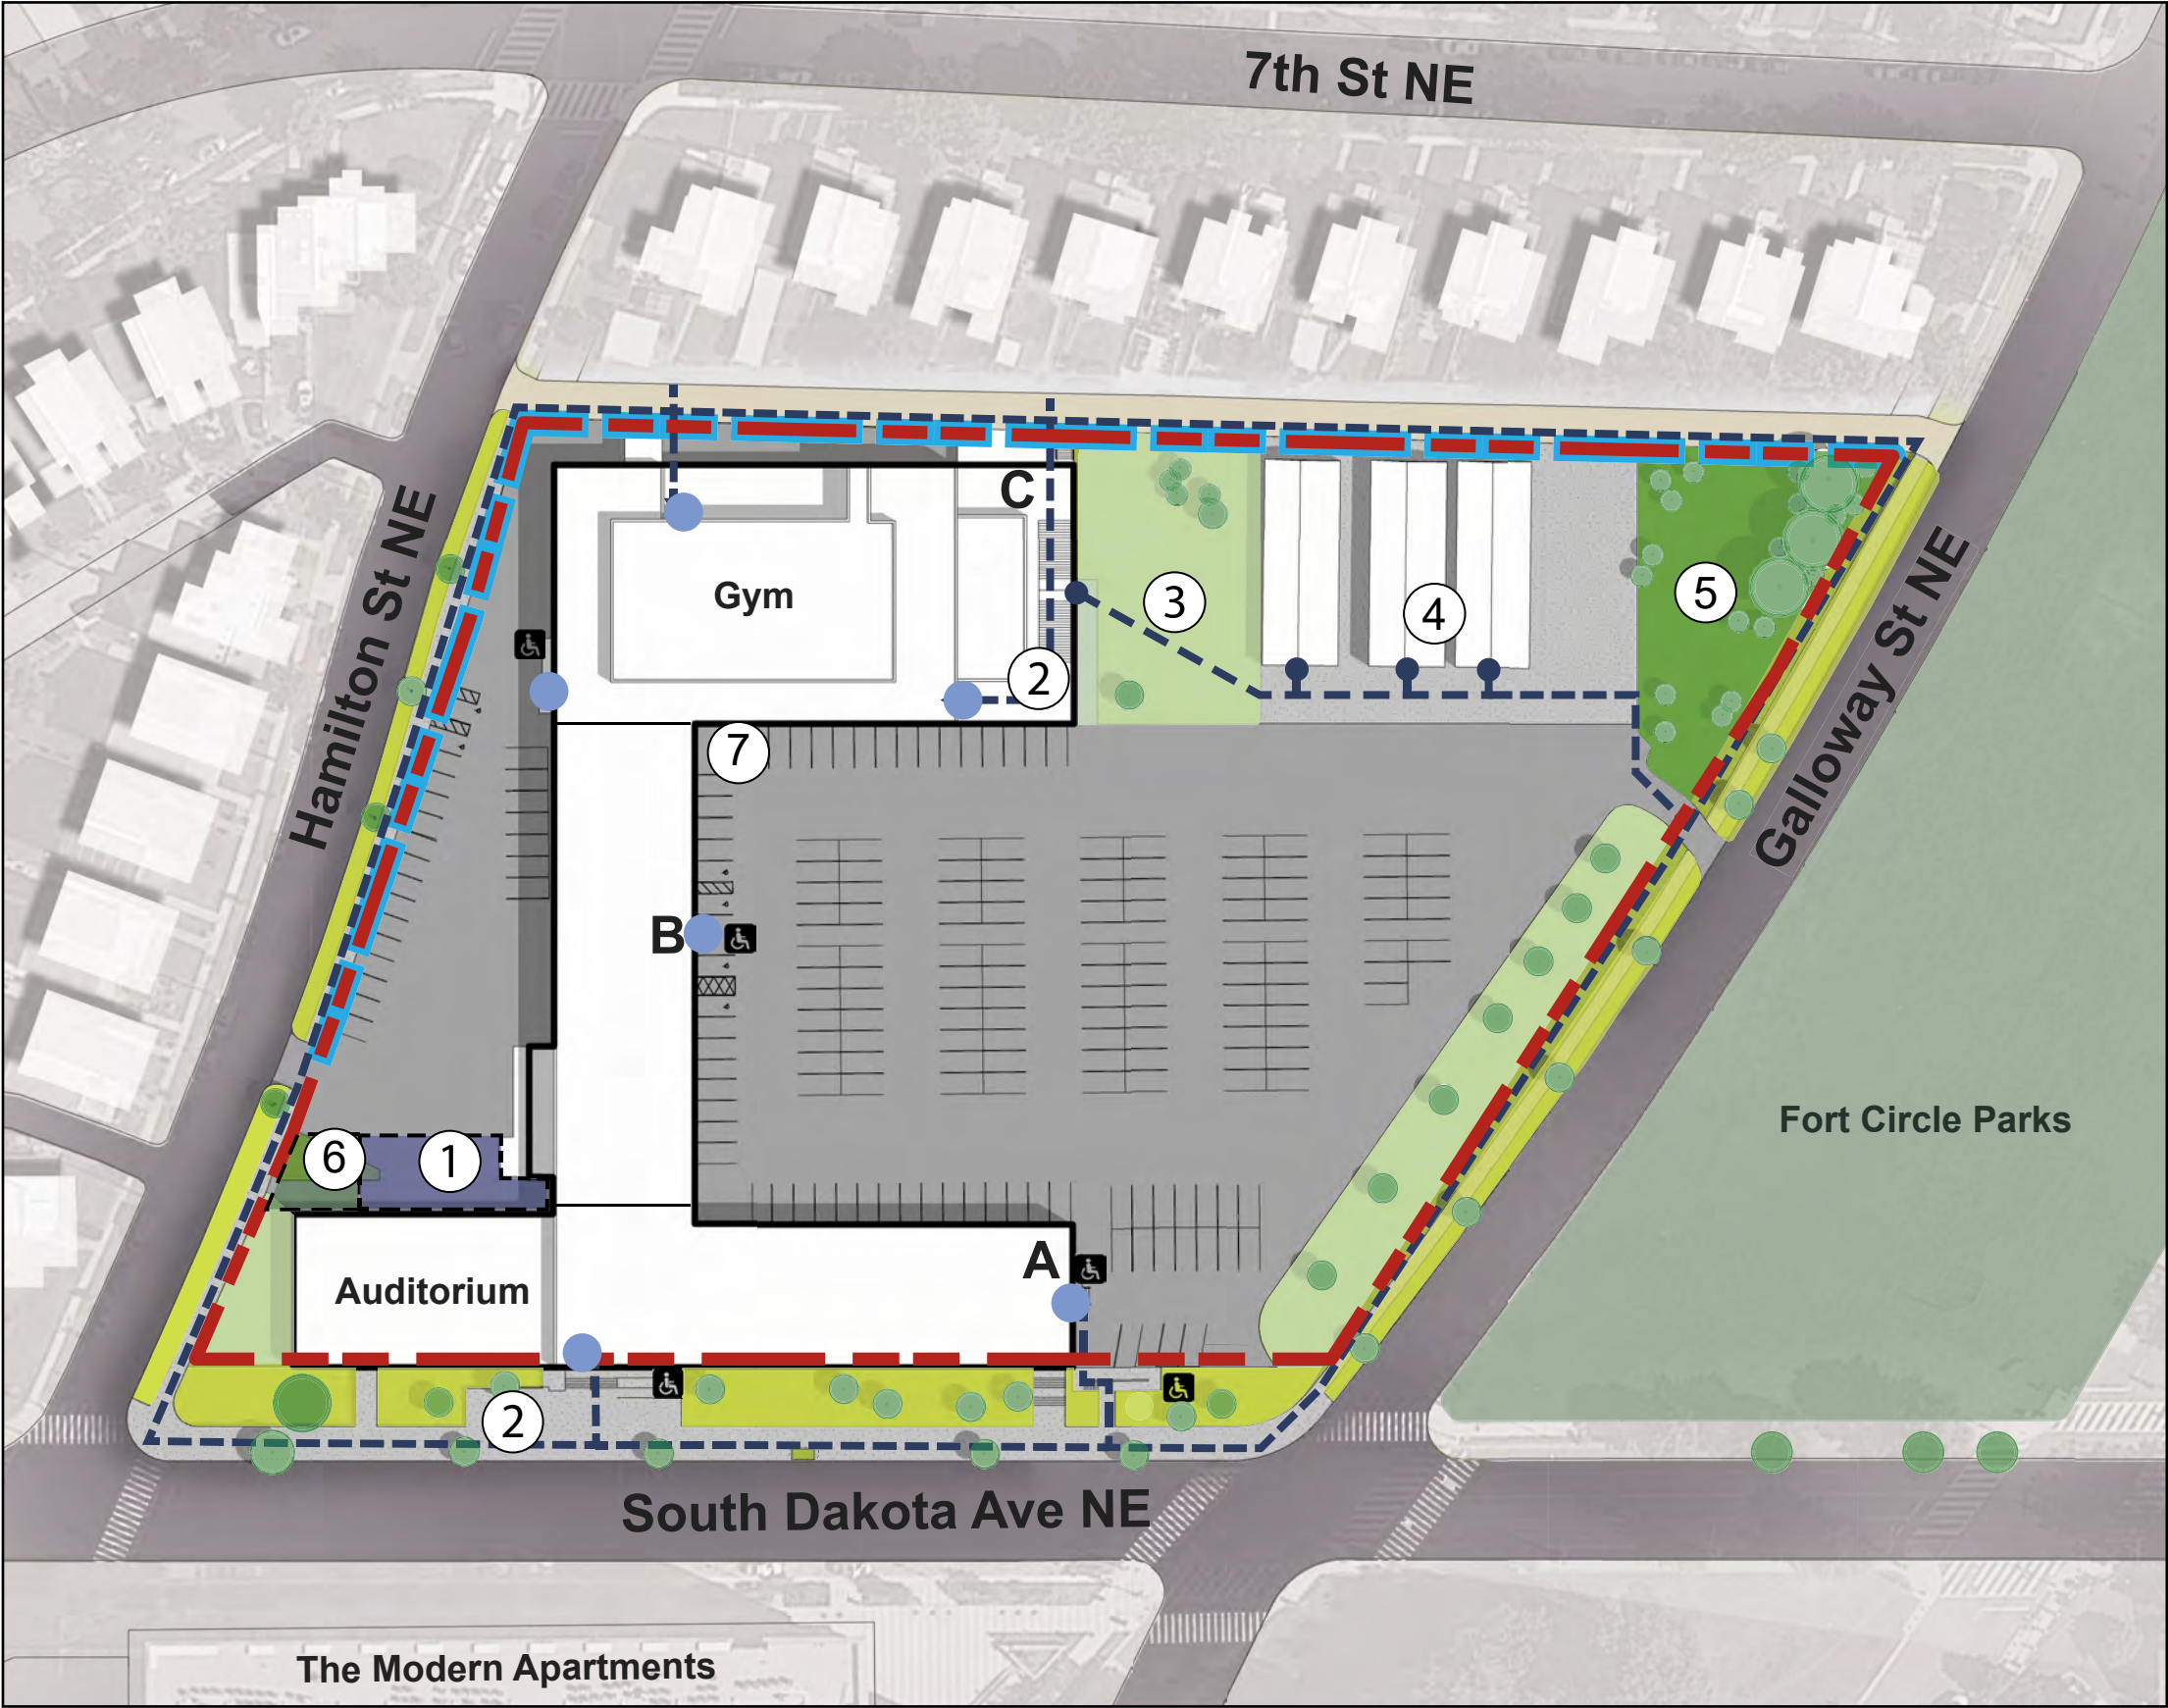 7th St NE
C
Hamilton St NE
Gym
3
4
5
Galloway St NE
2
7
B
Fort Circle Parks
6
1
A
Auditorium
2
South Dakota Ave NE
The Modern Apartments